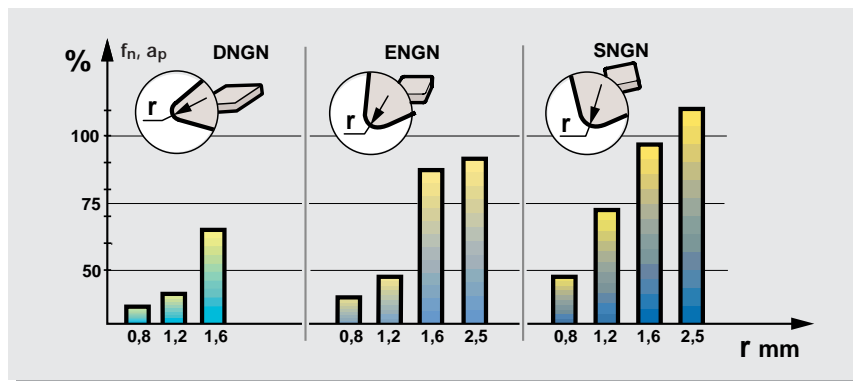 % fn, ap DNGN ENGN SNGN
r r r
100
75
50
0,8 1,2 1,6 0,8 1,2 1,6 2,5 0,8 1,2 1,6 2,5
r mm